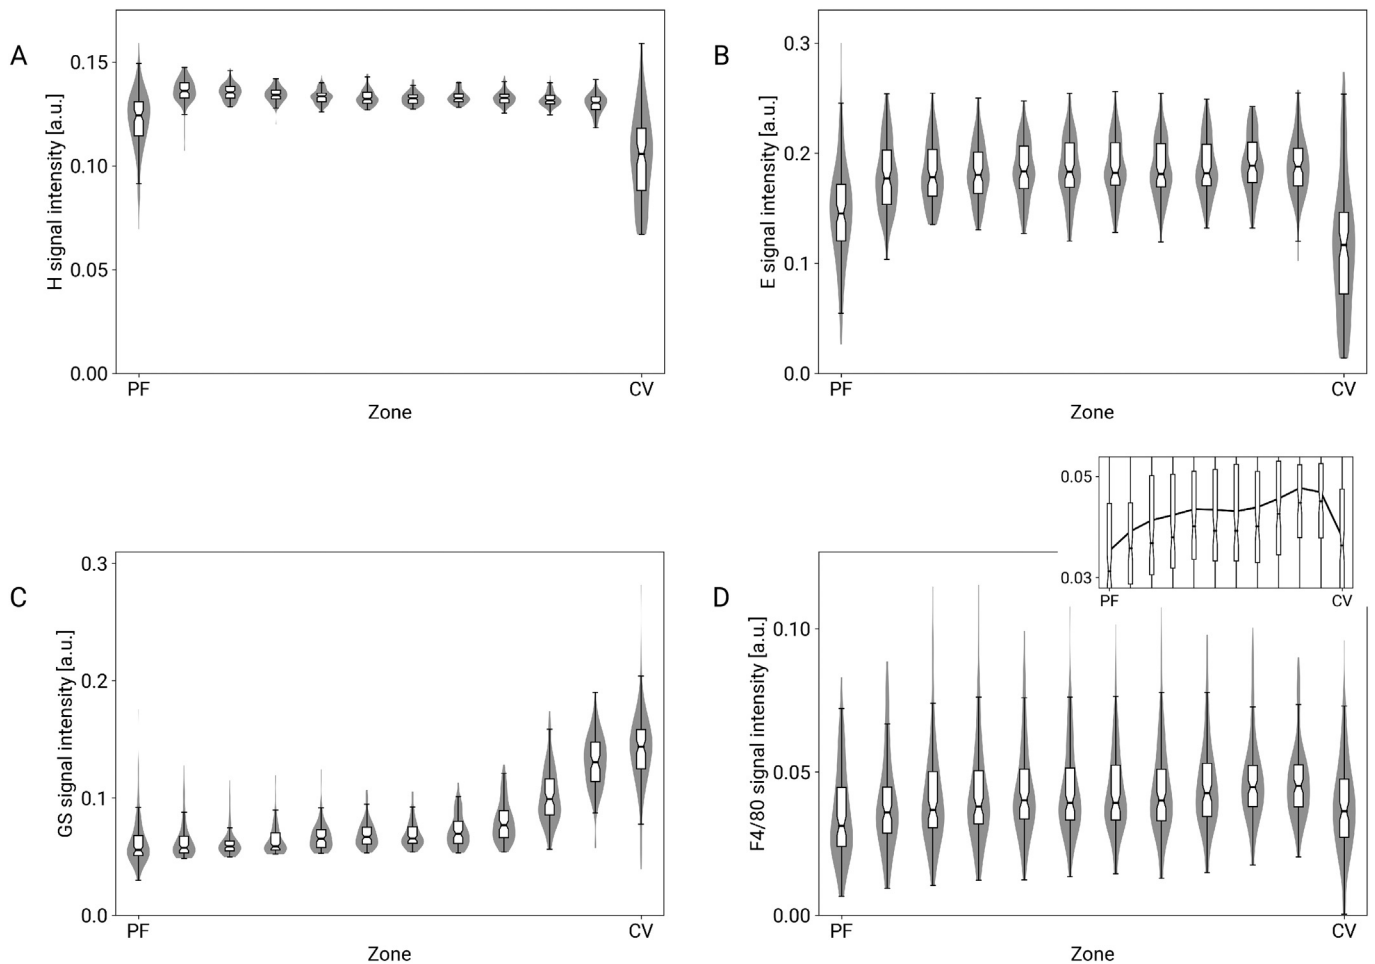 A
H signal intensity [a.u.]
0.15
0.10
0.05
0.00
PF
CV
Zone
B
E signal intensity [a.u.]
0.3
0.2
0.1
0.0
PF
CV
Zone
C
GS signal intensity [a.u.]
0.3
0.2
0.1
0.0
PF
CV
Zone
D
F4/80 signal intensity [a.u.]
0.10
0.05
0.00
PF
CV
Zone
0.05
0.03
PF
CV